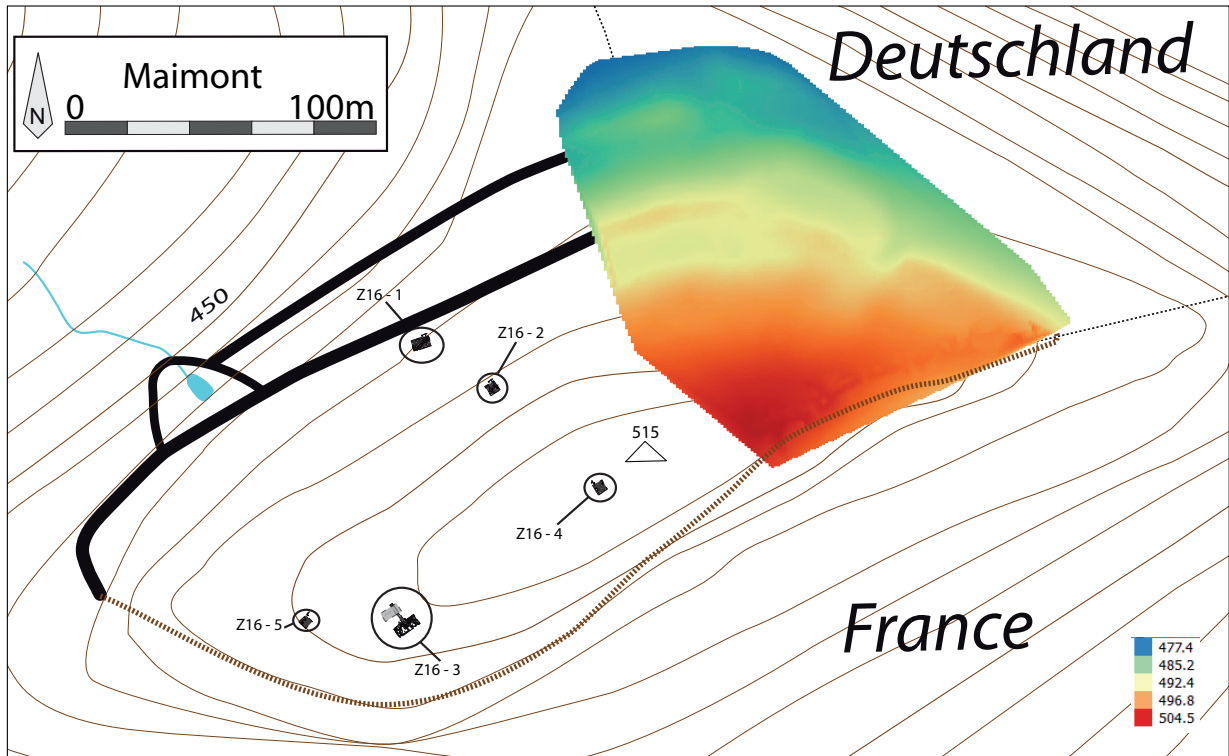 Deutschland
Maimont
0 100m
N
450
Z16 - 1
Z16 - 2
515
Z16 - 4
Z16 - 5
Z16 - 3
France
477.4
485.2
492.4
496.8
504.5